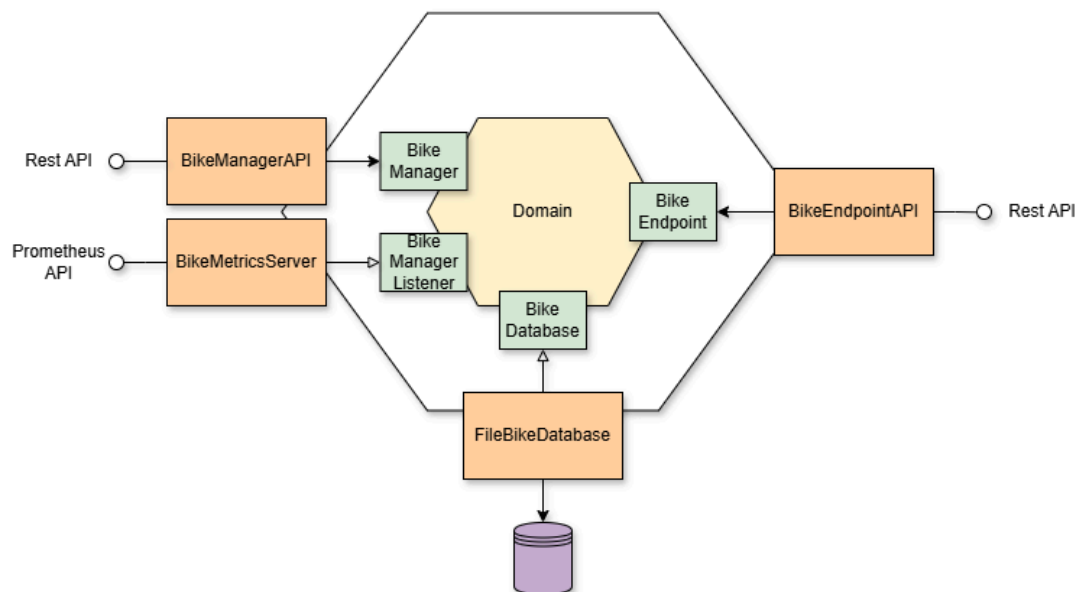 Rest API
BikeManagerAPI
Bike
Manager
Prometheus
API
BikeMetricsServer
Bike
Manager
Listener
Domain
Bike
Endpoint
BikeEndpointAPI
Rest API
Bike
Database
FileBikeDatabase